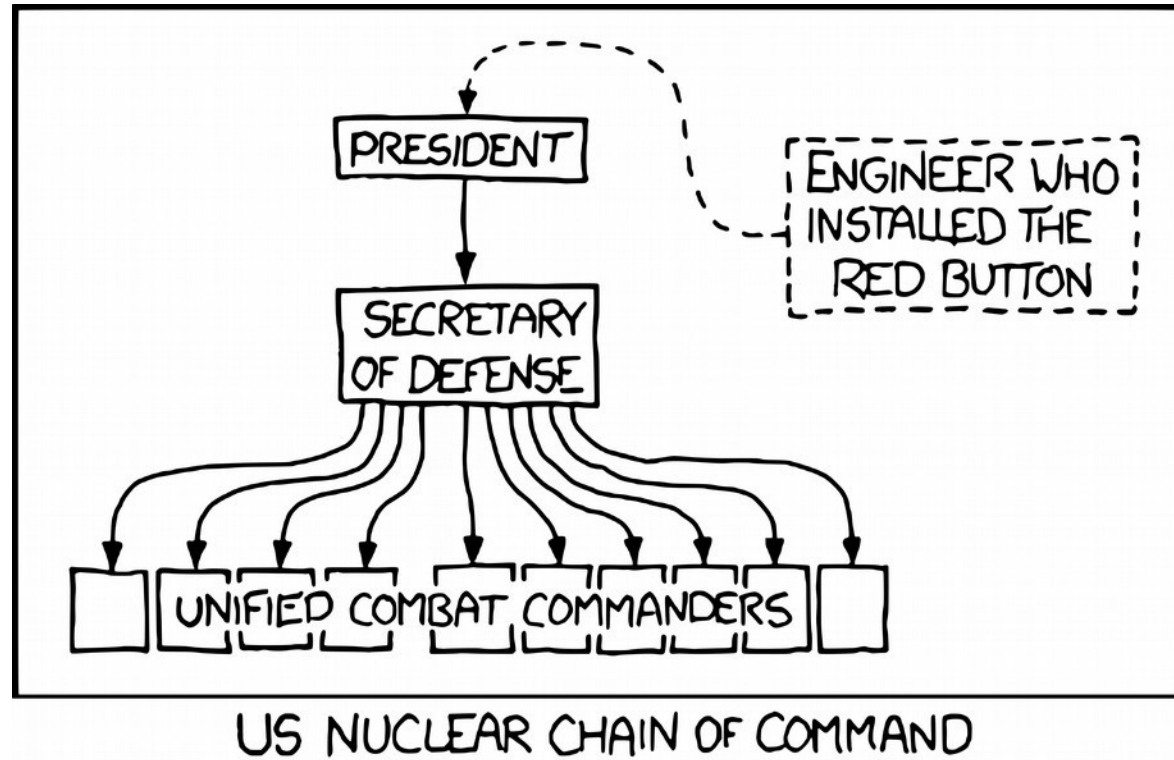 PRESIDENT
ENGINEER WHO
INSTALLED THE
RED BUTTON
SECRETARY
OF DEFENSE
UNIFIED COMBAT COMMANDERS
US NUCLEAR CHAIN OF COMMAND